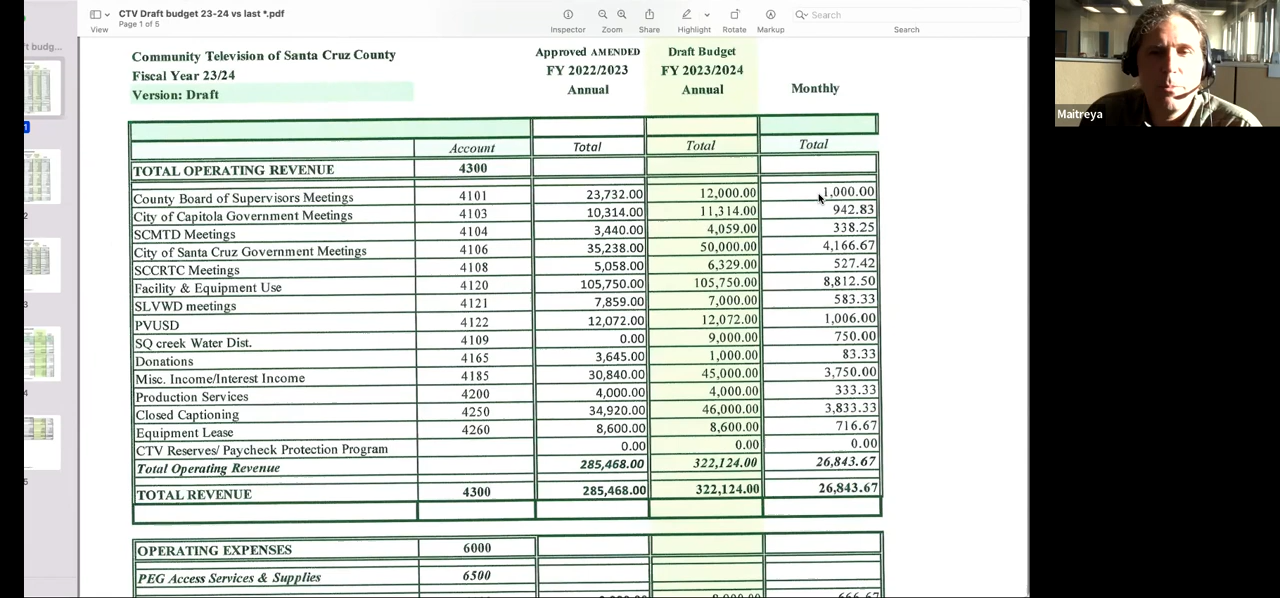 CTV Draft budget 23-24 vs last *.pdf
Page 1 of 5
View
Inspector
Zoom
Share
Highlight
Rotate
Markup
Search
Search
ft budg...
1
2
3
4
5
Community Television of Santa Cruz County
Fiscal Year 23/24
Version: Draft
Approved AMENDED
FY 2022/2023
Annual
Draft Budget
FY 2023/2024
Annual
Monthly
Account Total Total Total
TOTAL OPERATING REVENUE 4300
County Board of Supervisors Meetings 4101 23,732.00 12,000.00 1,000.00
City of Capitola Government Meetings 4103 10,314.00 11,314.00 942.83
SCMTD Meetings 4104 3,440.00 4,059.00 338.25
City of Santa Cruz Government Meetings 4106 35,238.00 50,000.00 4,166.67
SCCRTC Meetings 4108 5,058.00 6,329.00 527.42
Facility & Equipment Use 4120 105,750.00 105,750.00 8,812.50
SLVWD meetings 4121 7,859.00 7,000.00 583.33
PVUSD 4122 12,072.00 12,072.00 1,006.00
SQ creek Water Dist. 4109 0.00 9,000.00 750.00
Donations 4165 3,645.00 1,000.00 83.33
Misc. Income/Interest Income 4185 30,840.00 45,000.00 3,750.00
Production Services 4200 4,000.00 4,000.00 333.33
Closed Captioning 4250 34,920.00 46,000.00 3,833.33
Equipment Lease 4260 8,600.00 8,600.00 716.67
CTV Reserves/ Paycheck Protection Program 0.00 0.00 0.00
Total Operating Revenue 285,468.00 322,124.00 26,843.67
TOTAL REVENUE 4300 285,468.00 322,124.00 26,843.67
OPERATING EXPENSES 6000
PEG Access Services & Supplies 6500
Maitreya